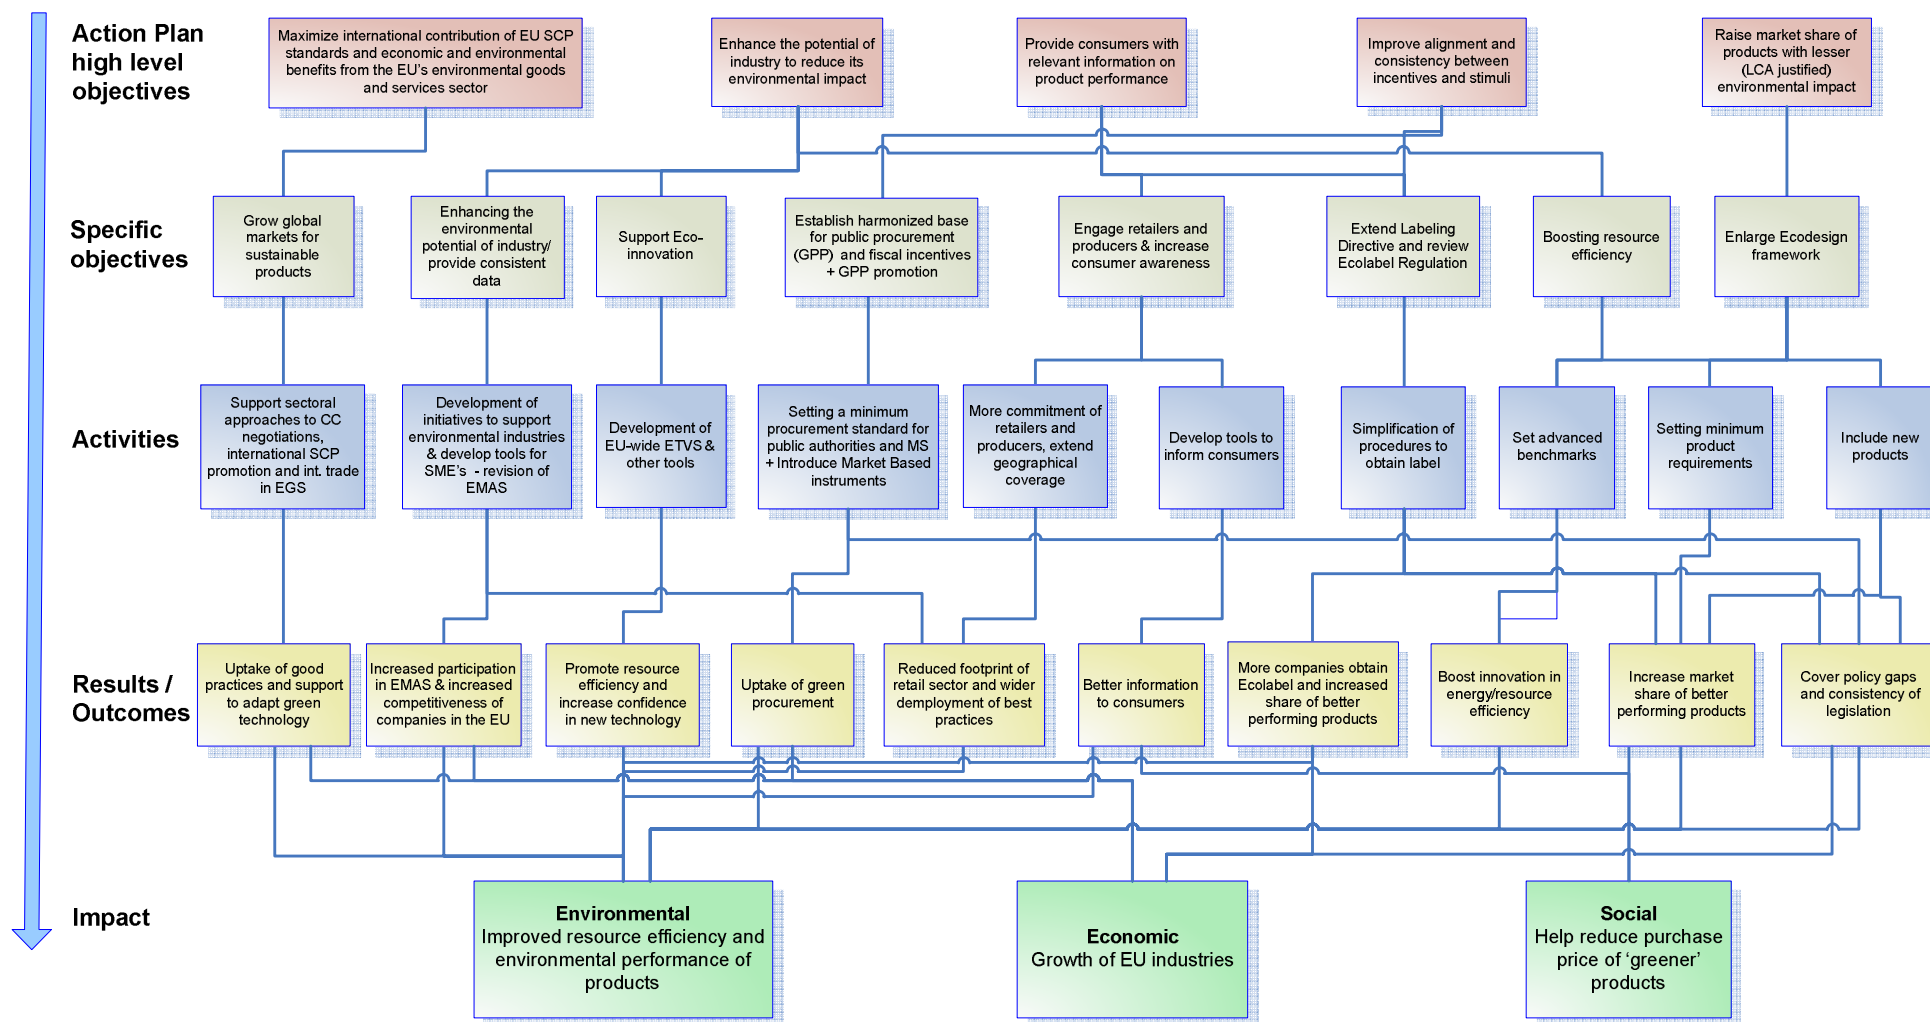 Action Plan
high level
objectives
Maximize international contribution of EU SCP
standards and economic and environmental
benefits from the EU's environmental goods
and services sector
Enhance the potential of
industry to reduce its
environmental impact
Provide consumers with
relevant information on
product performance
Improve alignment and
consistency between
incentives and stimuli
Raise market share of
products with lesser
(LCA justified)
environmental impact
Specific
objectives
Grow global
markets for
sustainable
products
Enhancing the
environmental
potential of industry/
provide consistent
data
Support Eco-
innovation
Establish harmonized base
for public procurement
(GPP) and fiscal incentives
+ GPP promotion
Engage retailers and
producers & increase
consumer awareness
Extend Labeling
Directive and review
Ecolabel Regulation
Boosting resource
efficiency
Enlarge Ecodesign
framework
Activities
Support sectoral
approaches to CC
negotiations,
international SCP
promotion and int. trade
in EGS
Development of
initiatives to support
environmental industries
& develop tools for
SME's - revision of
EMAS
Development of
EU-wide ETVS &
other tools
Setting a minimum
procurement standard for
public authorities and MS
+ Introduce Market Based
instruments
More commitment of
retailers and
producers, extend
geographical
coverage
Develop tools to
inform consumers
Simplification of
procedures to
obtain label
Set advanced
benchmarks
Setting minimum
product
requirements
Include new
products
Results /
Outcomes
Uptake of good
practices and support
to adapt green
technology
Increased participation
in EMAS & increased
competitiveness of
companies in the EU
Promote resource
efficiency and
increase confidence
in new technology
Uptake of green
procurement
Reduced footprint of
retail sector and wider
demployment of best
practices
Better information
to consumers
More companies obtain
Ecolabel and increased
share of better
performing products
Boost innovation in
energy/resource
efficiency
Increase market
share of better
performing products
Cover policy gaps
and consistency of
legislation
Impact
Environmental
Improved resource efficiency and
environmental performance of
products
Economic
Growth of EU industries
Social
Help reduce purchase
price of 'greener'
products